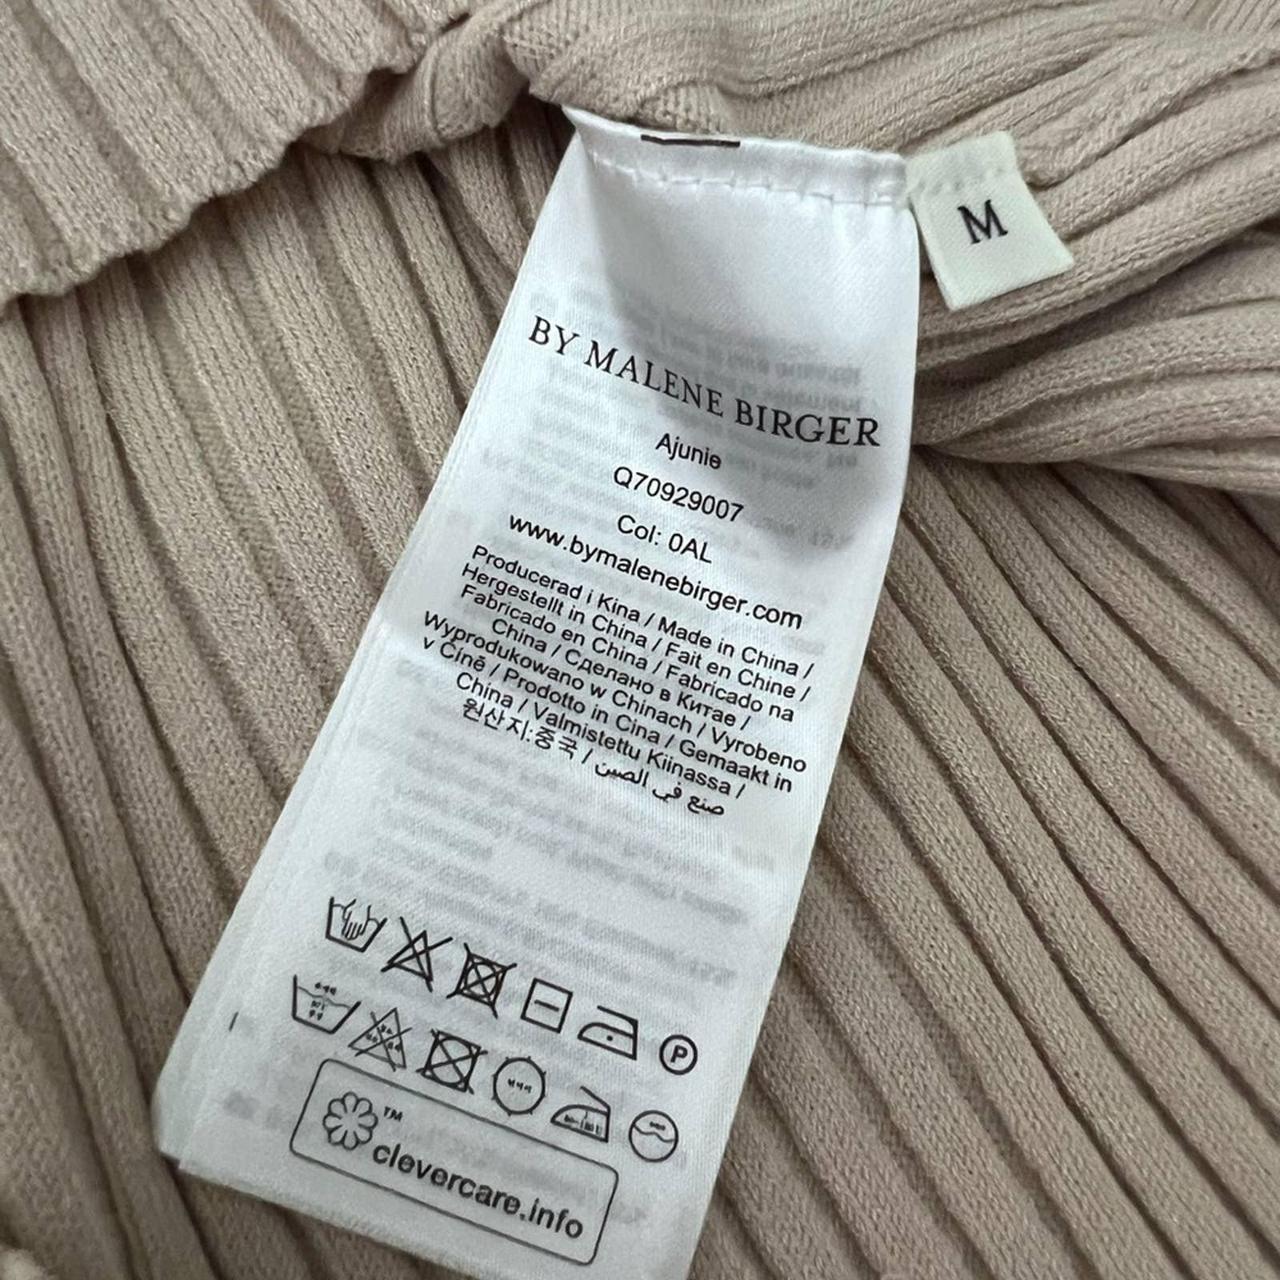 M
BY MALENE BIRGER
Ajunie
Q70929007
Col: 0AL
www.bymalenebirger.com
Producerad i Kina / Made in China /
Hergestellt in China / Fait en Chine /
Fabricado en China / Fabricado na
China / Сделано в Китае /
Wyprodukowano w Chinach / Vyrobeno
v Číně / Prodotto in Cina / Gemaakt in
China / Valmistettu Kiinassa /
원산지:중국 / صنع في الصين
P
™
clevercare.info